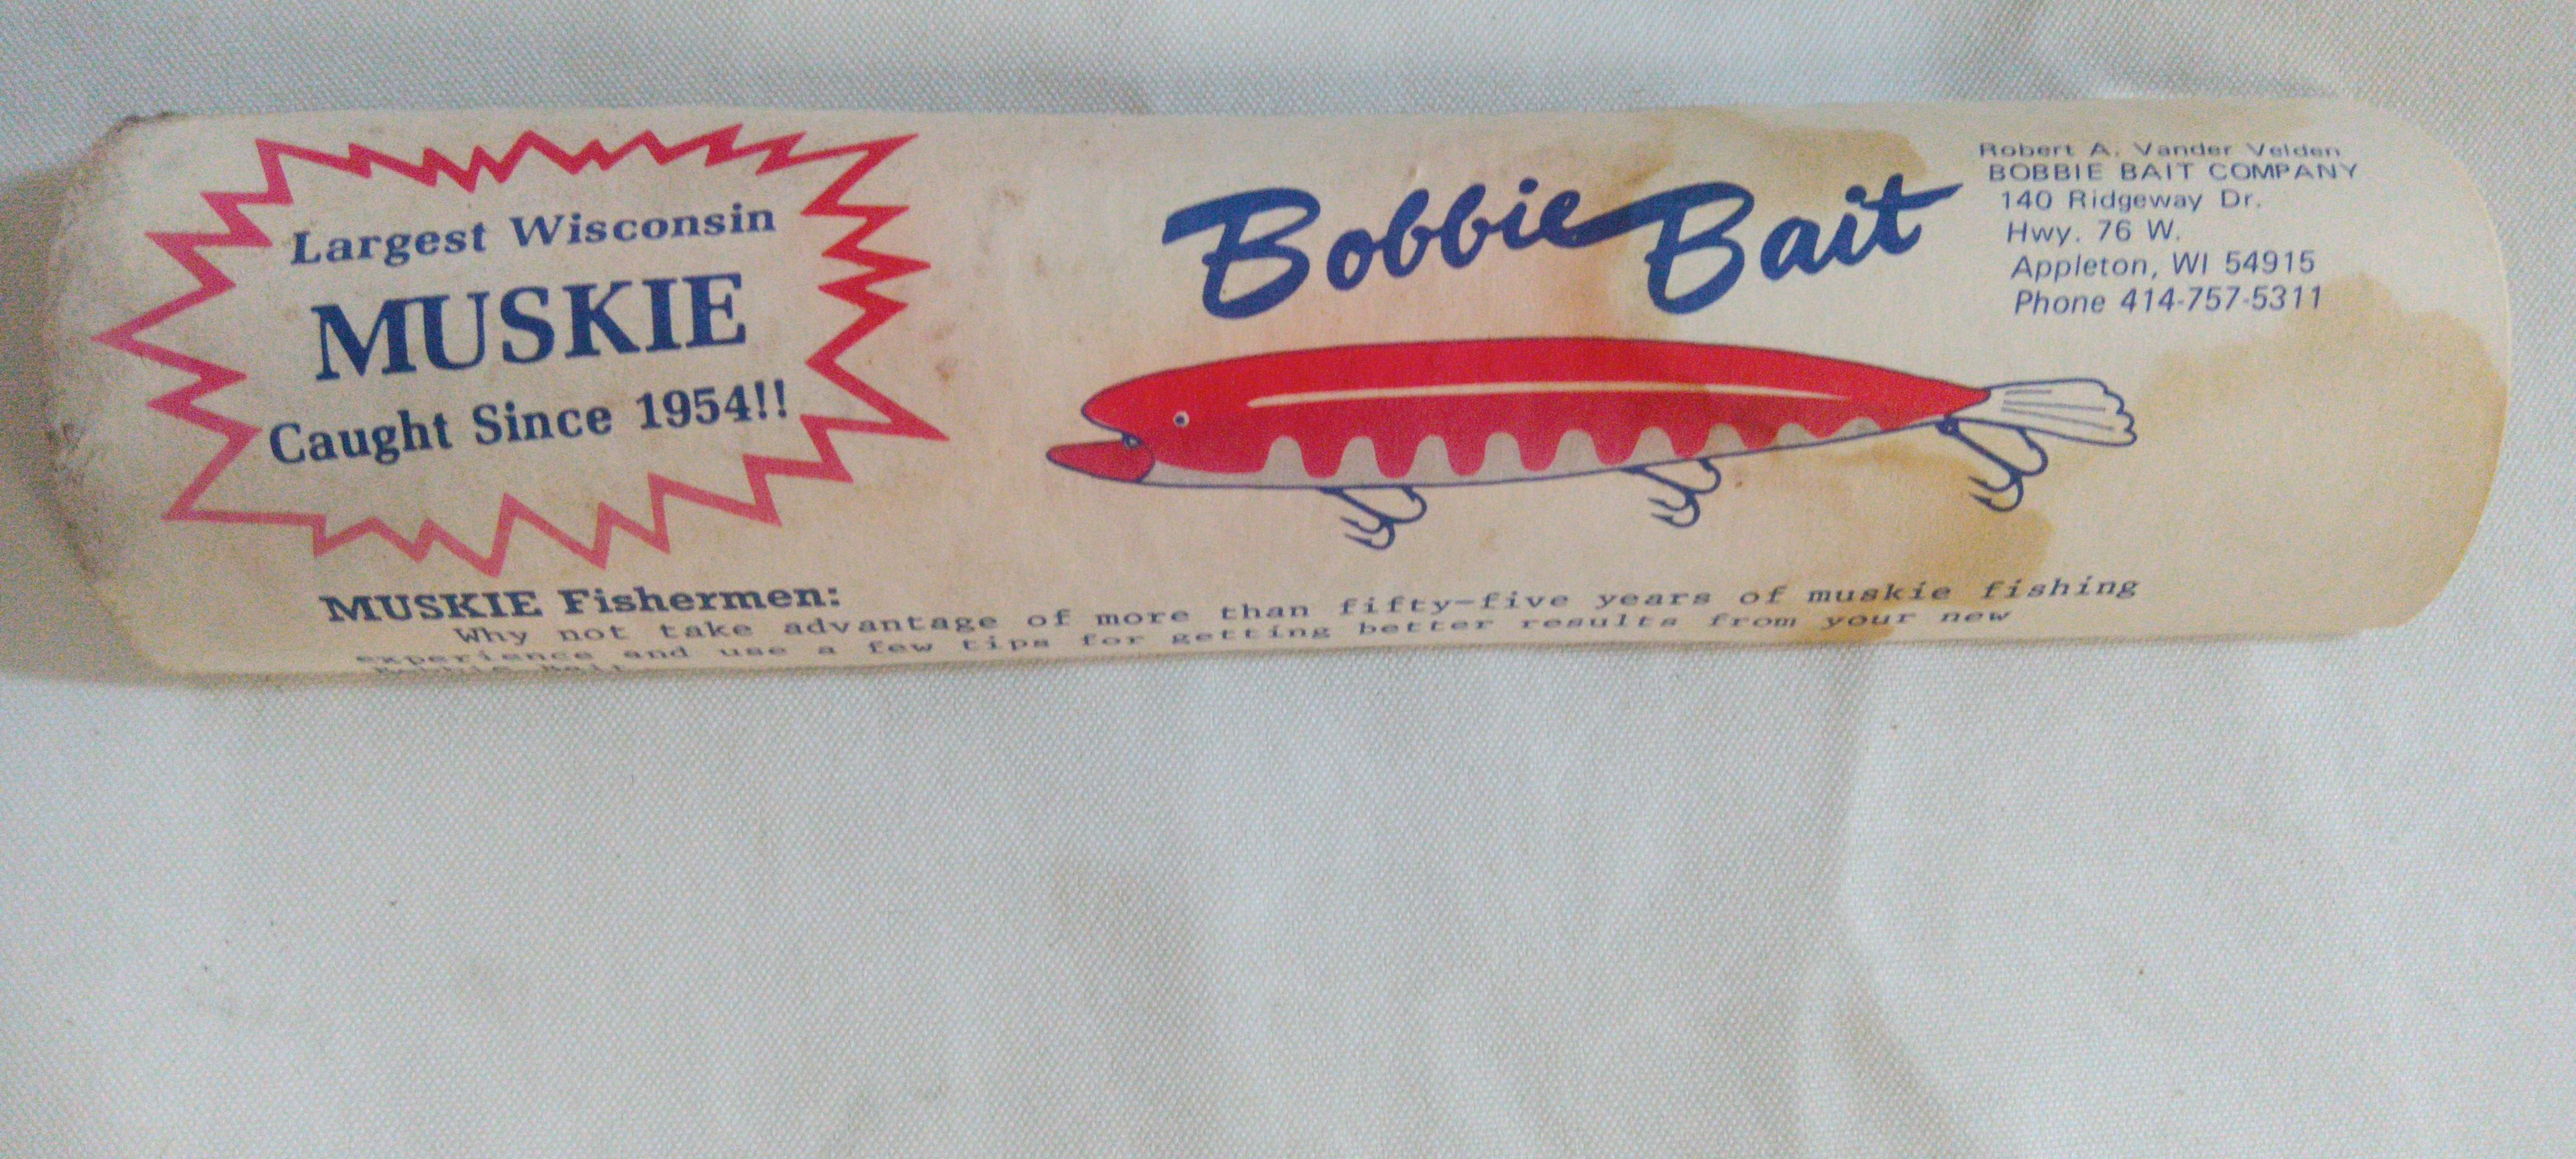 Largest Wisconsin
MUSKIE
Caught Since 1954!!
Bobbie Bait
Robert A. Vander Velden
BOBBIE BAIT COMPANY
140 Ridgeway Dr.
Hwy. 76 W.
Appleton, WI 54915
Phone 414-757-5311
MUSKIE Fishermen:
Why not take advantage of more than fifty-five years of muskie fishing
experience and use a few tips for getting better results from your new
Bobbie Bait